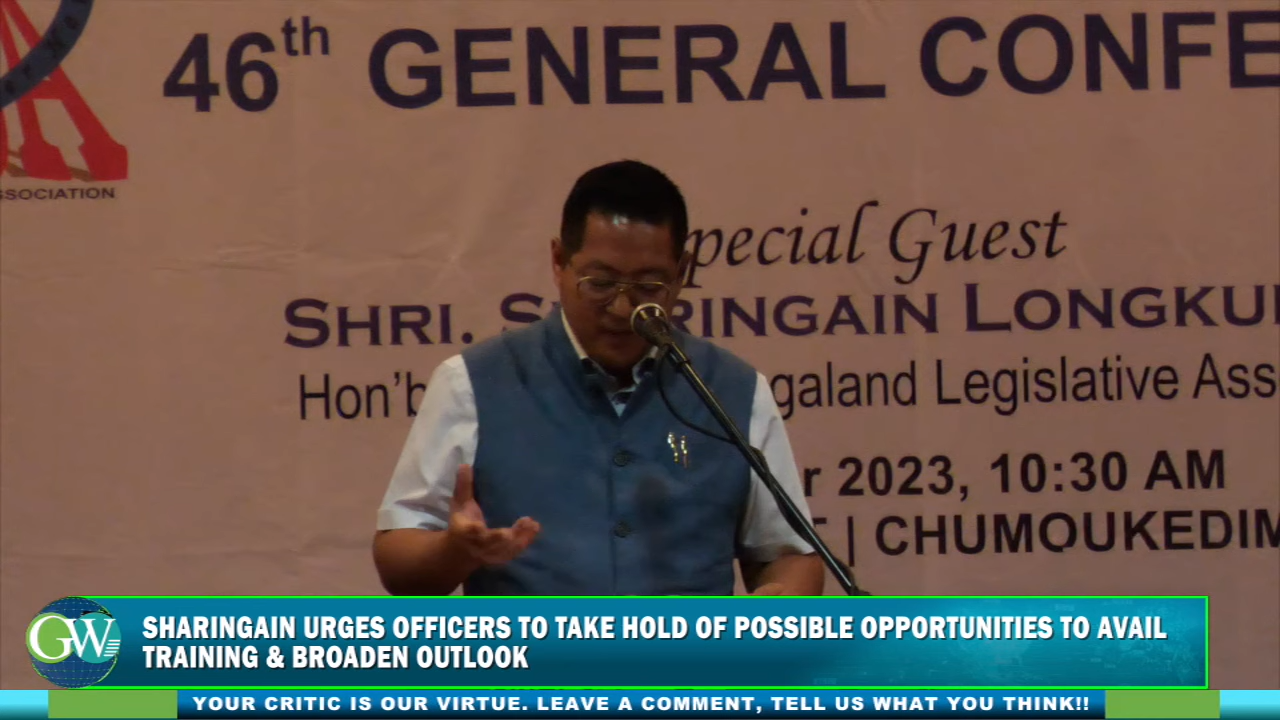 46th GENERAL CONFE
SSOCIATION
pecial Guest
SHRI. S RINGAIN LONGKU
Hon'b galand Legislative Ass
r 2023, 10:30 AM
| CHUMOUKEDIM
GW
SHARINGAIN URGES OFFICERS TO TAKE HOLD OF POSSIBLE OPPORTUNITIES TO AVAIL
TRAINING & BROADEN OUTLOOK
YOUR CRITIC IS OUR VIRTUE. LEAVE A COMMENT, TELL US WHAT YOU THINK!!